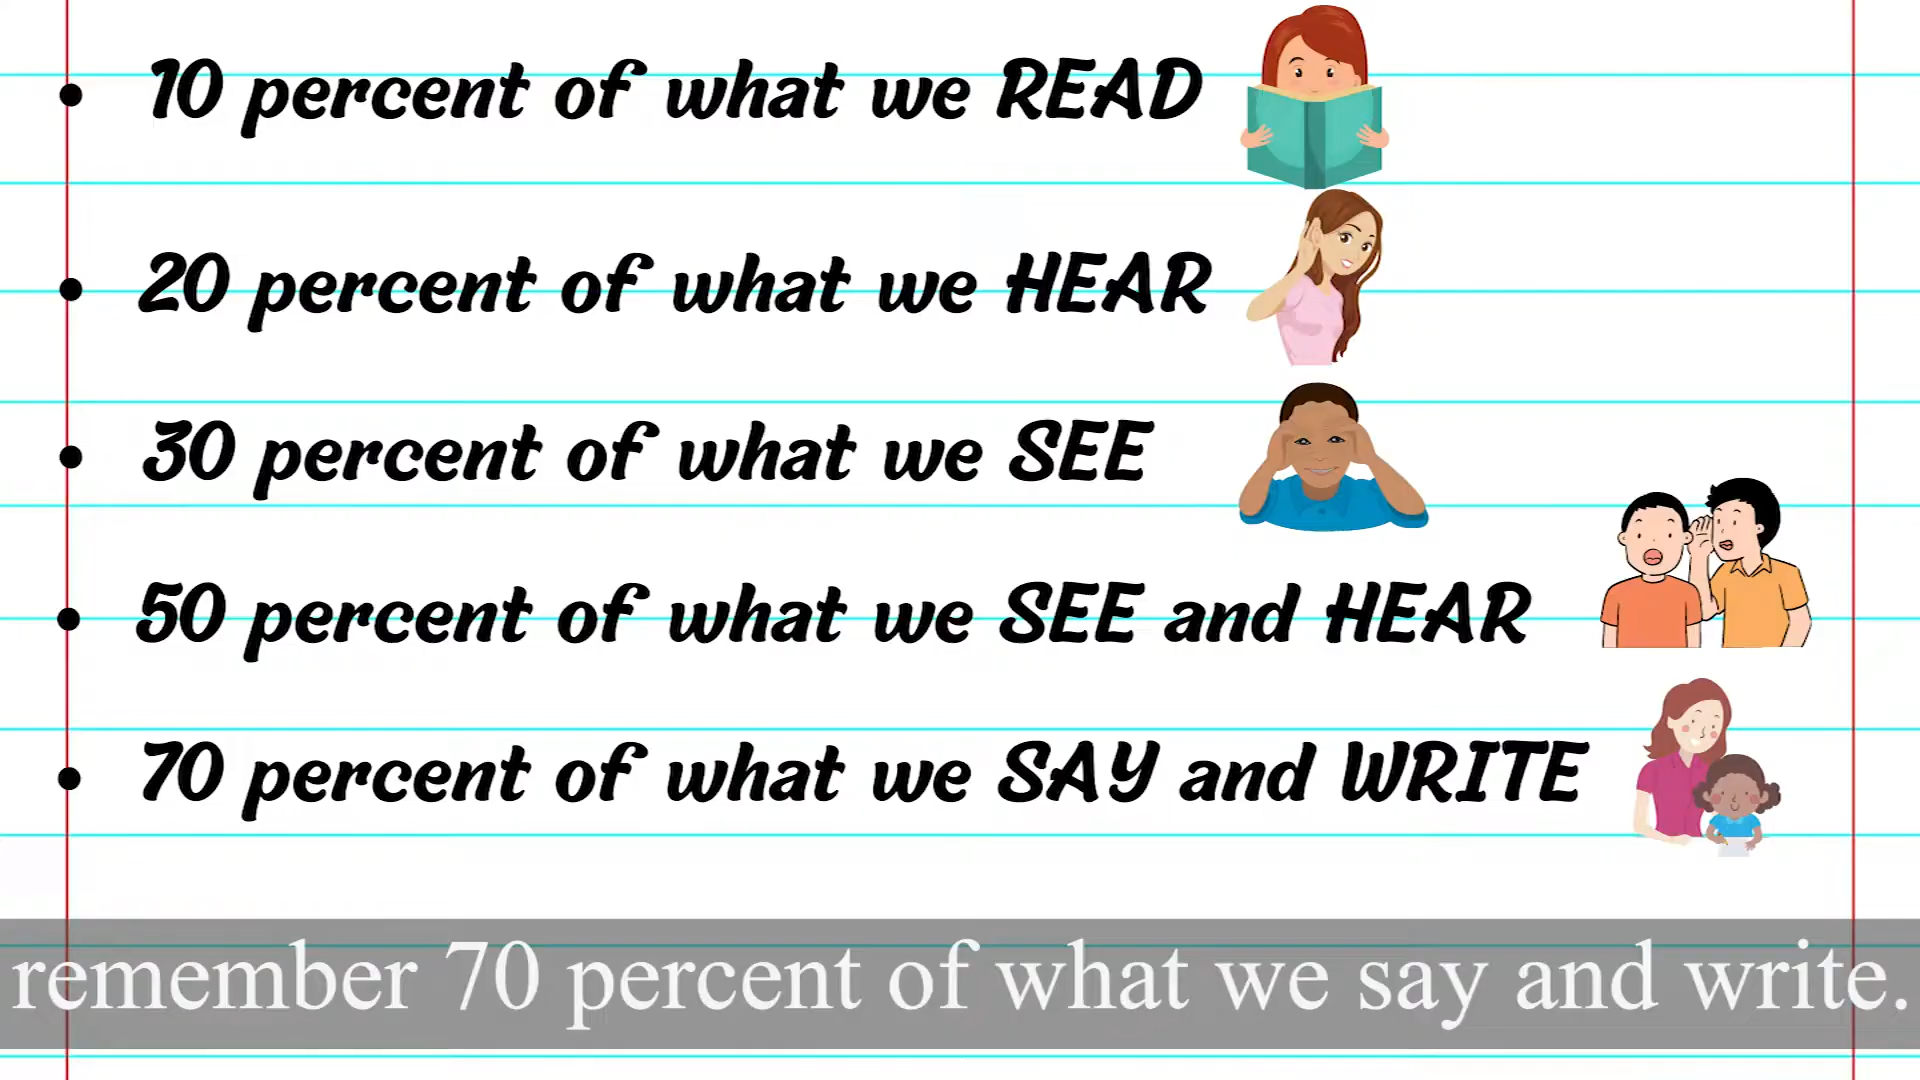 • 10 percent of what we READ
• 20 percent of what we HEAR
• 30 percent of what we SEE
• 50 percent of what we SEE and HEAR
• 70 percent of what we SAY and WRITE
remember 70 percent of what we say and write.